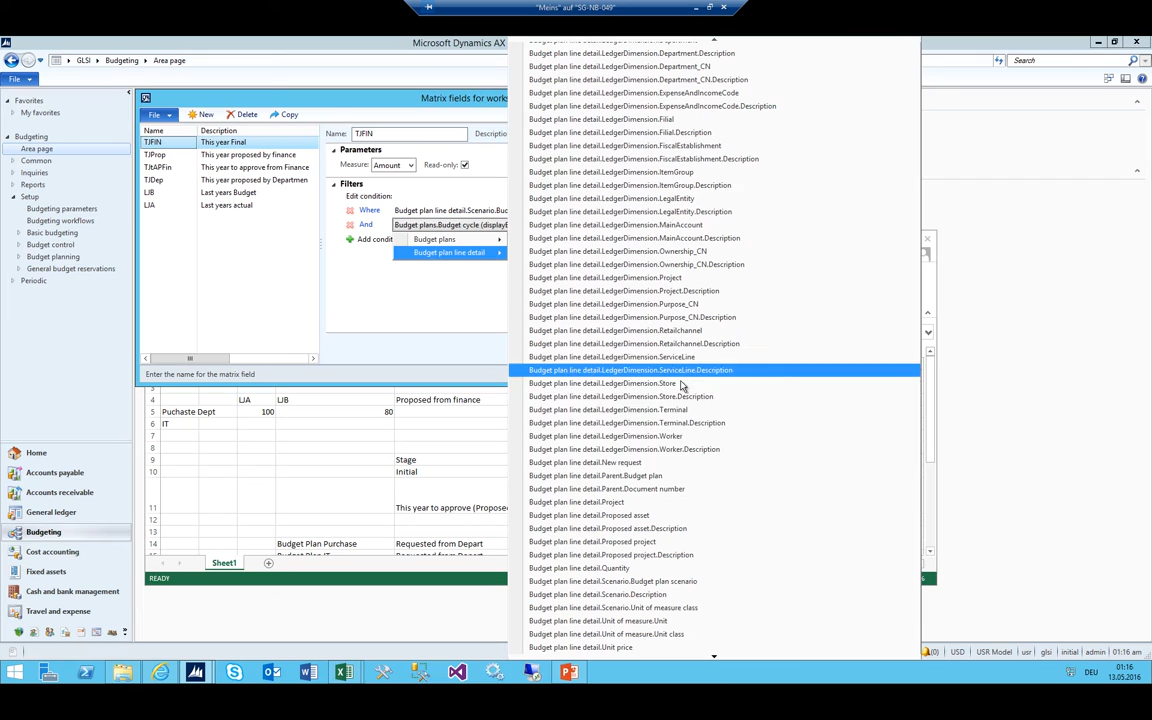 "Meins" auf "SG-NB-049"
Microsoft Dynamics AX
GLSI Budgeting Area page
Search
File
Favorites
My favorites
Budgeting
Area page
Common
Inquiries
Reports
Setup
Budgeting parameters
Budgeting workflows
Basic budgeting
Budget control
Budget planning
General budget reservations
Periodic
Home
Accounts payable
Accounts receivable
General ledger
Budgeting
Cost accounting
Fixed assets
Cash and bank management
Travel and expense
Matrix fields for works
File New Delete Copy
Name Description
TJFIN This year Final
TJProp This year proposed by finance
TJtAPFin This year to approve from Finance
TJDep This year proposed by Departmen
LJB Last years Budget
LJA Last years actual
Name: TJFIN Descriptio
Parameters
Measure: Amount Read-only:
Filters
Edit condition:
Where Budget plan line detail.Scenario.Bud
And Budget plans.Budget cycle (displayB
Add condit
Budget plans
Budget plan line detail
Enter the name for the matrix field
Budget plan line detail.LedgerDimension.Department.Description
Budget plan line detail.LedgerDimension.Department_CN
Budget plan line detail.LedgerDimension.Department_CN.Description
Budget plan line detail.LedgerDimension.ExpenseAndIncomeCode
Budget plan line detail.LedgerDimension.ExpenseAndIncomeCode.Description
Budget plan line detail.LedgerDimension.Filial
Budget plan line detail.LedgerDimension.Filial.Description
Budget plan line detail.LedgerDimension.FiscalEstablishment
Budget plan line detail.LedgerDimension.FiscalEstablishment.Description
Budget plan line detail.LedgerDimension.ItemGroup
Budget plan line detail.LedgerDimension.ItemGroup.Description
Budget plan line detail.LedgerDimension.LegalEntity
Budget plan line detail.LedgerDimension.LegalEntity.Description
Budget plan line detail.LedgerDimension.MainAccount
Budget plan line detail.LedgerDimension.MainAccount.Description
Budget plan line detail.LedgerDimension.Ownership_CN
Budget plan line detail.LedgerDimension.Ownership_CN.Description
Budget plan line detail.LedgerDimension.Project
Budget plan line detail.LedgerDimension.Project.Description
Budget plan line detail.LedgerDimension.Purpose_CN
Budget plan line detail.LedgerDimension.Purpose_CN.Description
Budget plan line detail.LedgerDimension.Retailchannel
Budget plan line detail.LedgerDimension.Retailchannel.Description
Budget plan line detail.LedgerDimension.ServiceLine
Budget plan line detail.LedgerDimension.ServiceLine.Description
Budget plan line detail.LedgerDimension.Store
Budget plan line detail.LedgerDimension.Store.Description
Budget plan line detail.LedgerDimension.Terminal
Budget plan line detail.LedgerDimension.Terminal.Description
Budget plan line detail.LedgerDimension.Worker
Budget plan line detail.LedgerDimension.Worker.Description
Budget plan line detail.New request
Budget plan line detail.Parent.Budget plan
Budget plan line detail.Parent.Document number
Budget plan line detail.Project
Budget plan line detail.Proposed asset
Budget plan line detail.Proposed asset.Description
Budget plan line detail.Proposed project
Budget plan line detail.Proposed project.Description
Budget plan line detail.Quantity
Budget plan line detail.Scenario.Budget plan scenario
Budget plan line detail.Scenario.Description
Budget plan line detail.Scenario.Unit of measure class
Budget plan line detail.Unit of measure.Unit
Budget plan line detail.Unit of measure.Unit class
Budget plan line detail.Unit price
3
4 LJA LJB Proposed from finance
5 Puchaste Dept 100 80
6 IT
7
8
9 Stage
10 Initial
11 This year to approve (Propose
12
13
14 Budget Plan Purchase Requested from Depart
Sheet1
READY
(0) USD USR Model usr glsi initial admin 01:16 am
DEU 01:16
13.05.2016